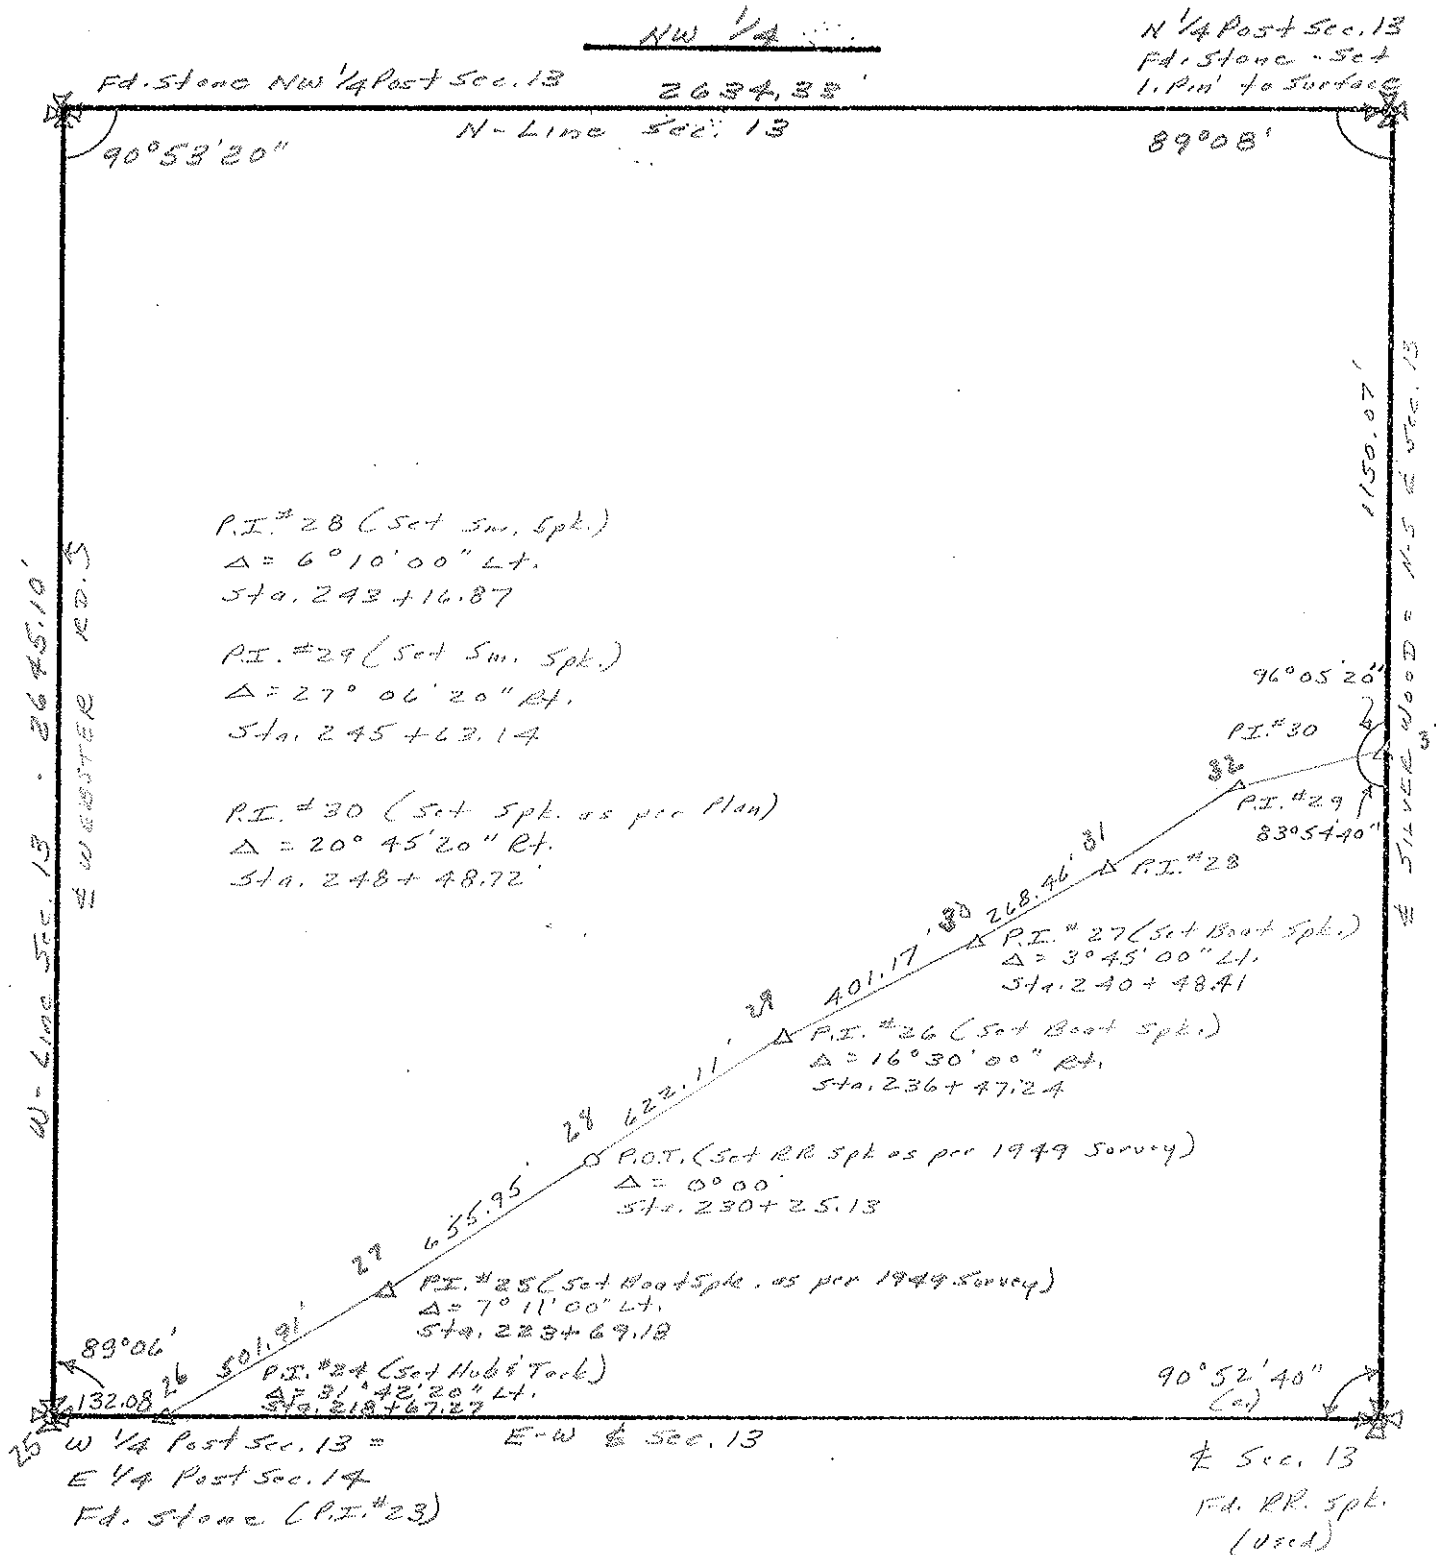 NW 1/4
N 1/4 Post Sec. 13
Fd. Stone - Set
I. Pin to Surface
Fd. Stone NW 1/4 Post Sec. 13
2634.33'
N-Line Sec. 13
90°53'20"
89°08'
1150.07'
℄ SILVERWOOD = N-S ℄ Sec. 13
W-Line Sec. 13 - 2645.10'
℄ WEBSTER RD.
P.I. #28 (Set Sm. Spk.)
Δ = 6°10'00" Lt.
Sta. 243+16.87
P.I. #29 (Set Sm. Spk.)
Δ = 27°06'20" Rt.
Sta. 245+63.14
P.I. #30 (Set Spk. as per Plan)
Δ = 20°45'20" Rt.
Sta. 248+48.72'
96°05'20"
P.I. #30
32
P.I. #29
83°54'40"
31
P.I. #28
268.46'
30
P.I. #27 (Set Boat Spk.)
Δ = 3°45'00" Lt.
Sta. 240+48.41
401.17'
29
P.I. #26 (Set Boat Spk.)
Δ = 16°30'00" Rt.
Sta. 236+47.24
622.11'
28
P.O.T. (Set RR Spk as per 1949 Survey)
Δ = 0°00'
Sta. 230+25.13
655.95'
27
P.I. #25 (Set Boat Spk. as per 1949 Survey)
Δ = 7°11'00" Lt.
Sta. 223+69.18
501.91'
89°06'
26
P.I. #24 (Set Hub & Tack)
Δ = 31°42'20" Lt.
Sta. 218+67.27
132.08
90°52'40"
(c)
25
W 1/4 Post Sec. 13 =
E 1/4 Post Sec. 14
Fd. Stone (P.I. #23)
E-W ℄ Sec. 13
℄ Sec. 13
Fd. RR. Spk.
(Used)